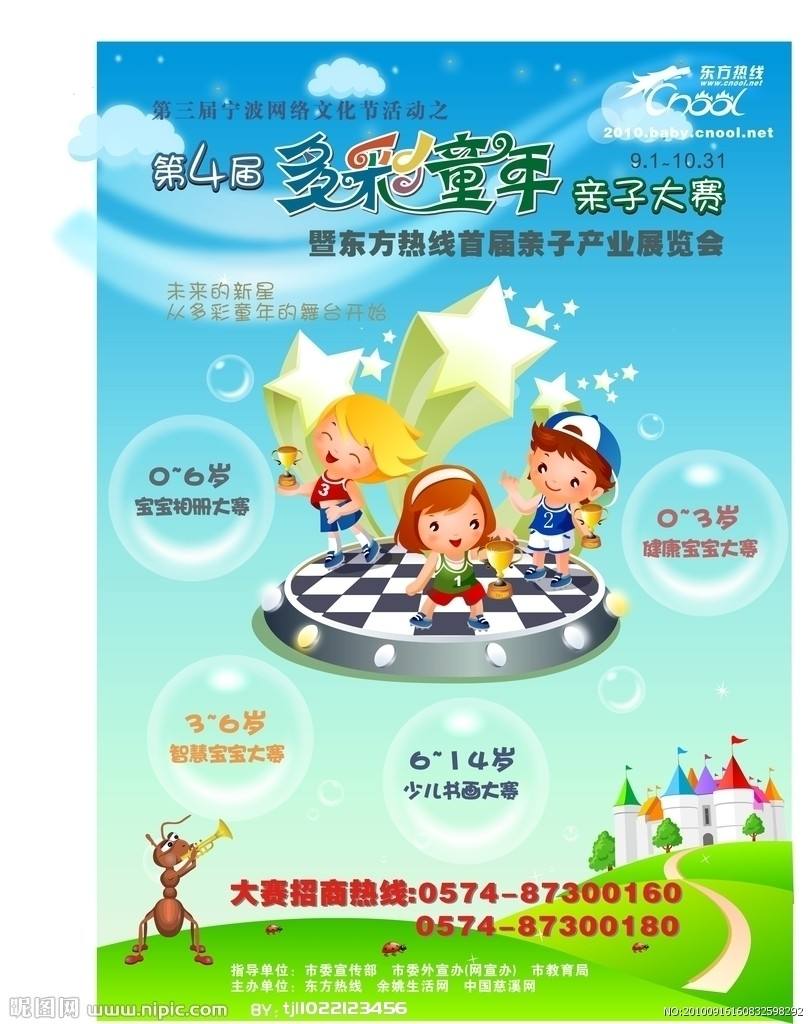 东方热线
www.cnool.net
Cnool
2010.baby.cnool.net
第三届宁波网络文化节活动之
9.1~10.31
第4届 多彩童年 亲子大赛
暨东方热线首届亲子产业展览会
未来的新星
从多彩童年的舞台开始
0~6岁
宝宝相册大赛
0~3岁
健康宝宝大赛
3
2
1
3~6岁
智慧宝宝大赛
6~14岁
少儿书画大赛
大赛招商热线:0574-87300160
0574-87300180
指导单位：市委宣传部 市委外宣办(网宣办) 市教育局
主办单位：东方热线 余姚生活网 中国慈溪网
昵图网 www.nipic.com
BY: tjl1022123456
NO:20100916160832598292